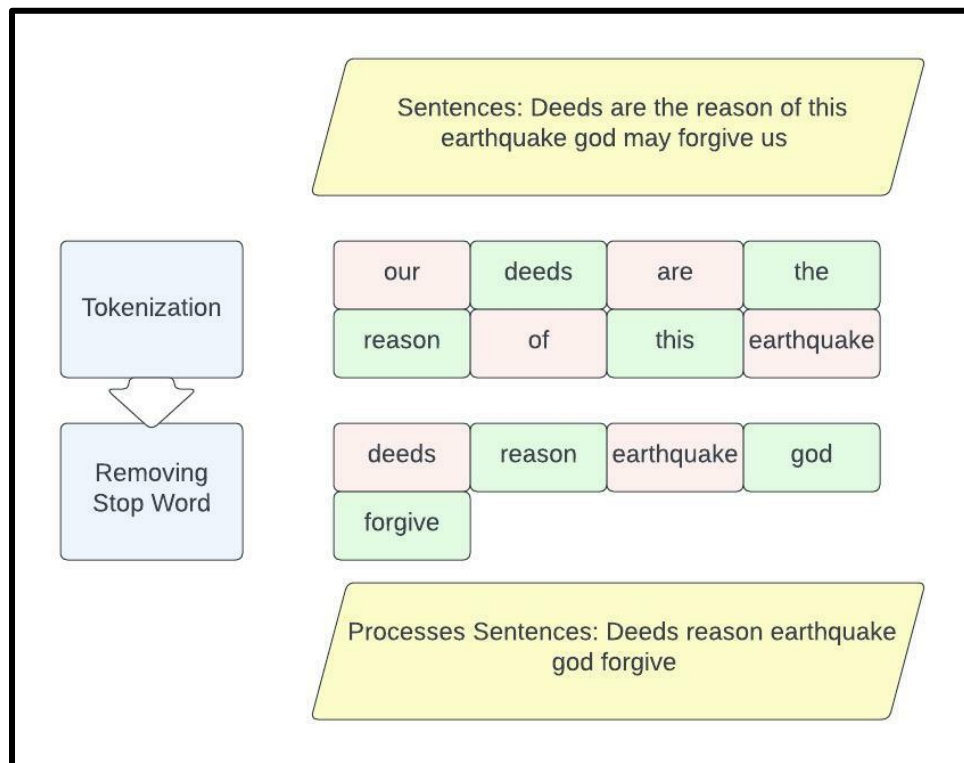 Sentences: Deeds are the reason of this
earthquake god may forgive us
Tokenization
our deeds are the
reason of this earthquake
Removing
Stop Word
deeds reason earthquake god
forgive
Processes Sentences: Deeds reason earthquake
god forgive